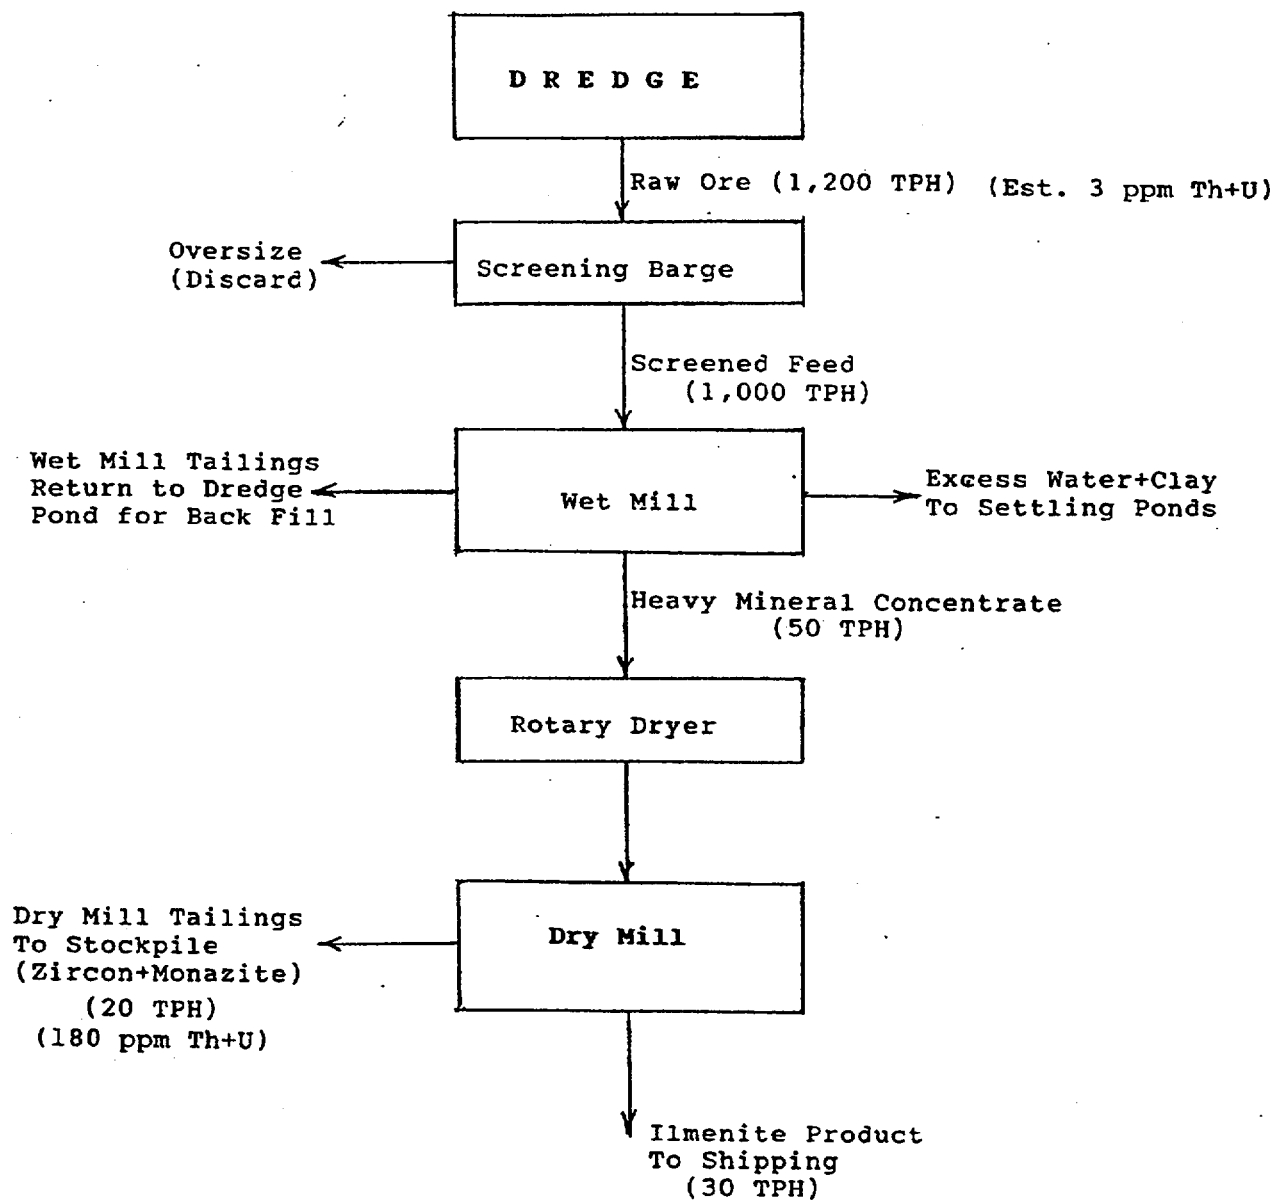 D R E D G E
Raw Ore (1,200 TPH) (Est. 3 ppm Th+U)
Oversize
(Discard)
Screening Barge
Screened Feed
(1,000 TPH)
Wet Mill Tailings
Return to Dredge
Pond for Back Fill
Wet Mill
Excess Water+Clay
To Settling Ponds
Heavy Mineral Concentrate
(50 TPH)
Rotary Dryer
Dry Mill Tailings
To Stockpile
(Zircon+Monazite)
(20 TPH)
(180 ppm Th+U)
Dry Mill
Ilmenite Product
To Shipping
(30 TPH)